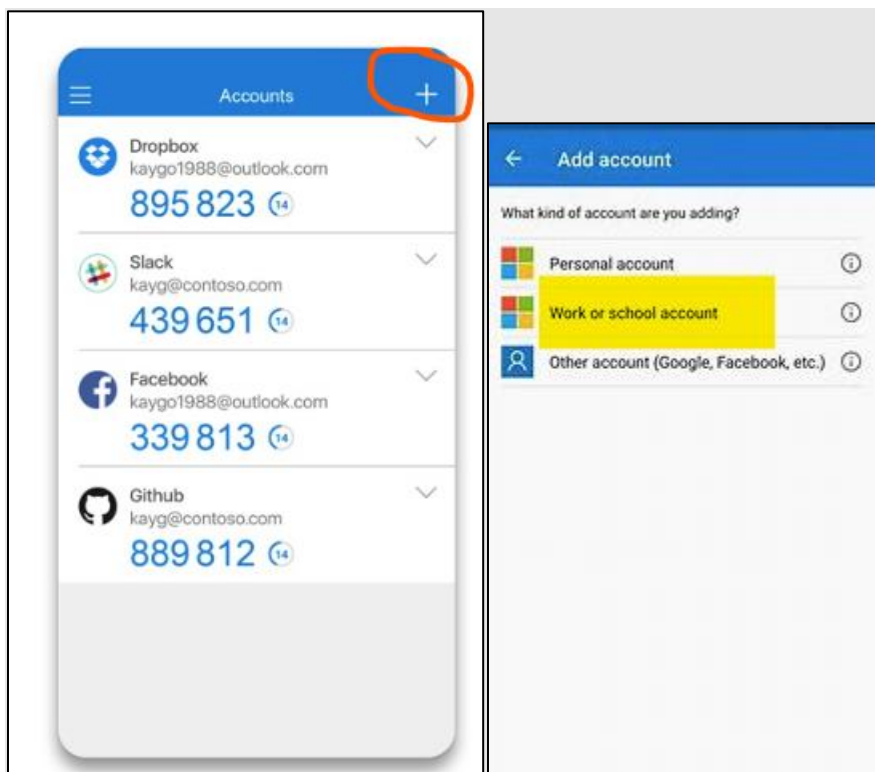 Accounts
Dropbox
kaygo1988@outlook.com
895 823 14
Slack
kayg@contoso.com
439 651 14
Facebook
kaygo1988@outlook.com
339 813 14
Github
kayg@contoso.com
889 812 14
Add account
What kind of account are you adding?
Personal account
Work or school account
Other account (Google, Facebook, etc.)